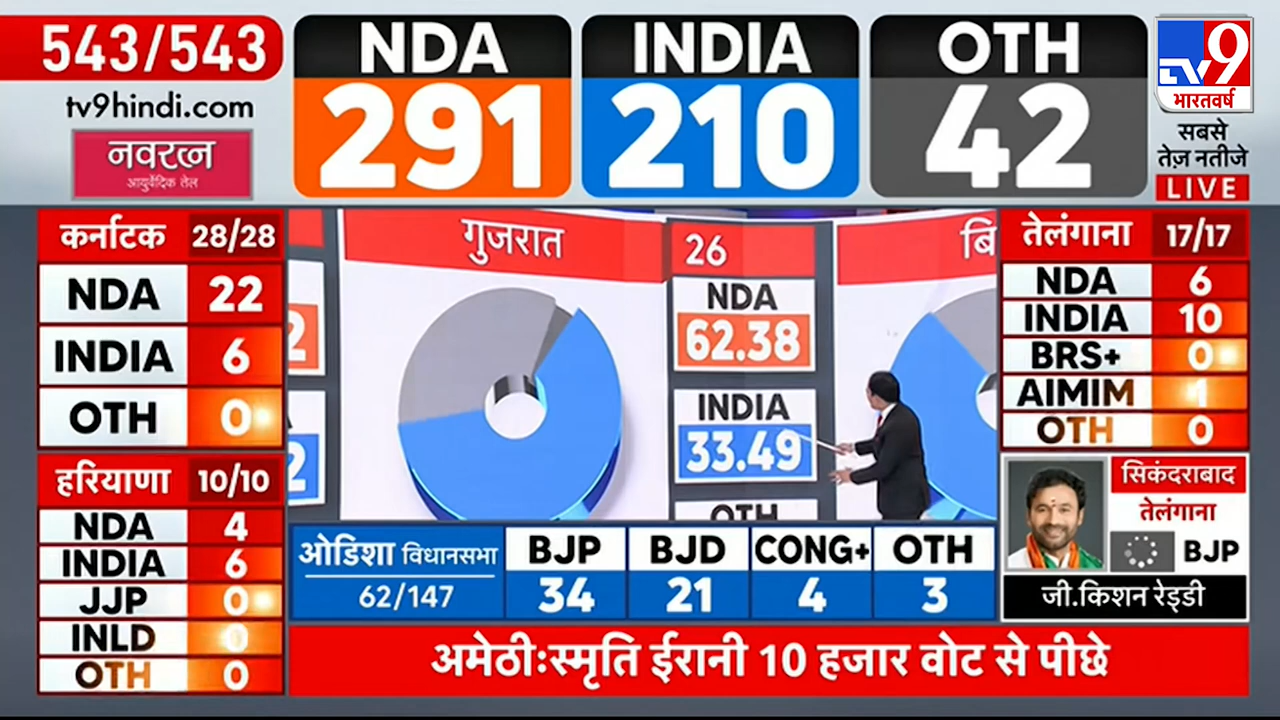 543/543
tv9hindi.com
नवरत्न
आयुर्वेदिक तेल
NDA
291
INDIA
210
OTH
42
TV9
भारतवर्ष
सबसे
तेज़ नतीजे
LIVE
कर्नाटक 28/28
NDA 22
INDIA 6
OTH 0
हरियाणा 10/10
NDA 4
INDIA 6
JJP 0
INLD 0
OTH 0
2
2
गुजरात 26
NDA
62.38
INDIA
33.49
OTH
बि
तेलंगाना 17/17
NDA 6
INDIA 10
BRS+ 0
AIMIM 1
OTH 0
सिकंदराबाद
तेलंगाना
BJP
जी.किशन रेड्डी
ओडिशा विधानसभा
62/147
BJP
34
BJD
21
CONG+
4
OTH
3
अमेठीःस्मृति ईरानी 10 हजार वोट से पीछे